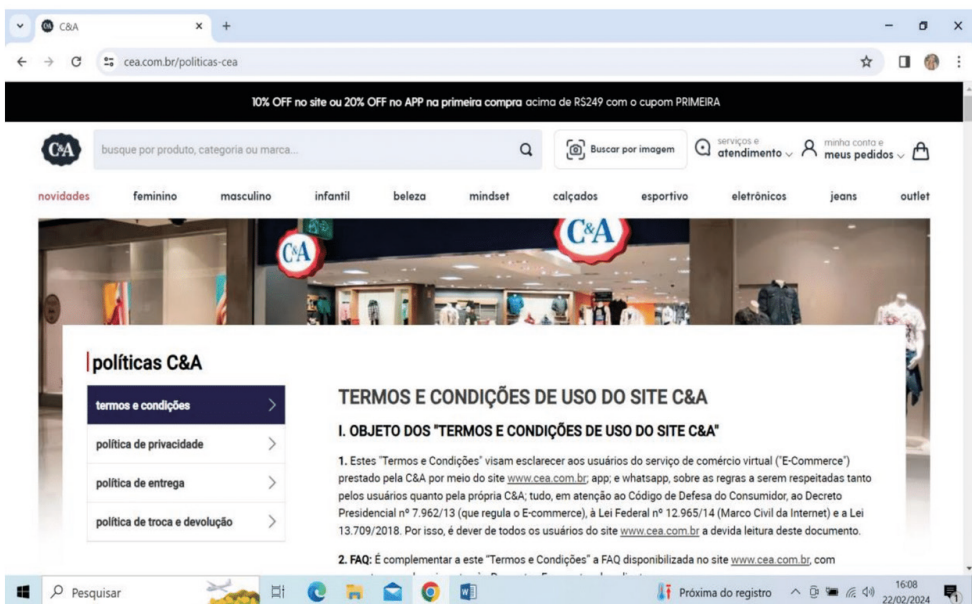 C&A
cea.com.br/politicas-cea
10% OFF no site ou 20% OFF no APP na primeira compra acima de R$249 com o cupom PRIMEIRA
C&A
busque por produto, categoria ou marca...
Buscar por imagem
serviços e
atendimento
minha conta e
meus pedidos
novidades feminino masculino infantil beleza mindset calçados esportivo eletrônicos jeans outlet
C&A
C&A
políticas C&A
termos e condições
política de privacidade
política de entrega
política de troca e devolução
TERMOS E CONDIÇÕES DE USO DO SITE C&A
I. OBJETO DOS "TERMOS E CONDIÇÕES DE USO DO SITE C&A"
1. Estes "Termos e Condições" visam esclarecer aos usuários do serviço de comércio virtual ("E-Commerce")
prestado pela C&A por meio do site www.cea.com.br; app; e whatsapp, sobre as regras a serem respeitadas tanto
pelos usuários quanto pela própria C&A; tudo, em atenção ao Código de Defesa do Consumidor, ao Decreto
Presidencial nº 7.962/13 (que regula o E-commerce), à Lei Federal nº 12.965/14 (Marco Civil da Internet) e a Lei
13.709/2018. Por isso, é dever de todos os usuários do site www.cea.com.br a devida leitura deste documento.
2. FAQ: É complementar a este "Termos e Condições" a FAQ disponibilizada no site www.cea.com.br, com
Pesquisar
Próxima do registro
16:08
22/02/2024